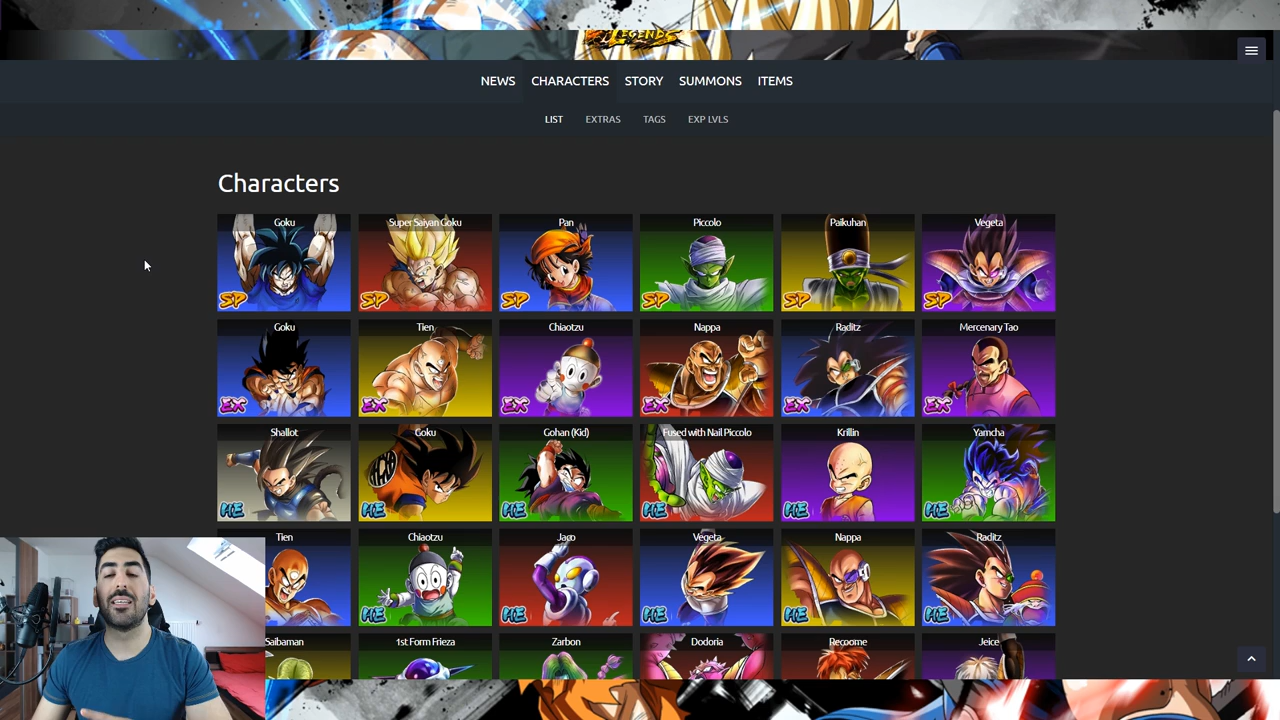 LEGENDS
NEWS CHARACTERS STORY SUMMONS ITEMS
LIST EXTRAS TAGS EXP LVLS
Characters
Goku Super Saiyan Goku Pan Piccolo Paikuhan Vegeta
SP SP SP SP SP SP
Goku Tien Chiaotzu Nappa Raditz Mercenary Tao
EX EX EX EX EX EX
Shallot Goku Gohan (Kid) Fused with Nail Piccolo Krillin Yamcha
HE HE HE HE HE HE
Tien Chiaotzu Jaco Vegeta Nappa Raditz
HE HE HE HE HE
Saibaman 1st Form Frieza Zarbon Dodoria Recoome Jeice